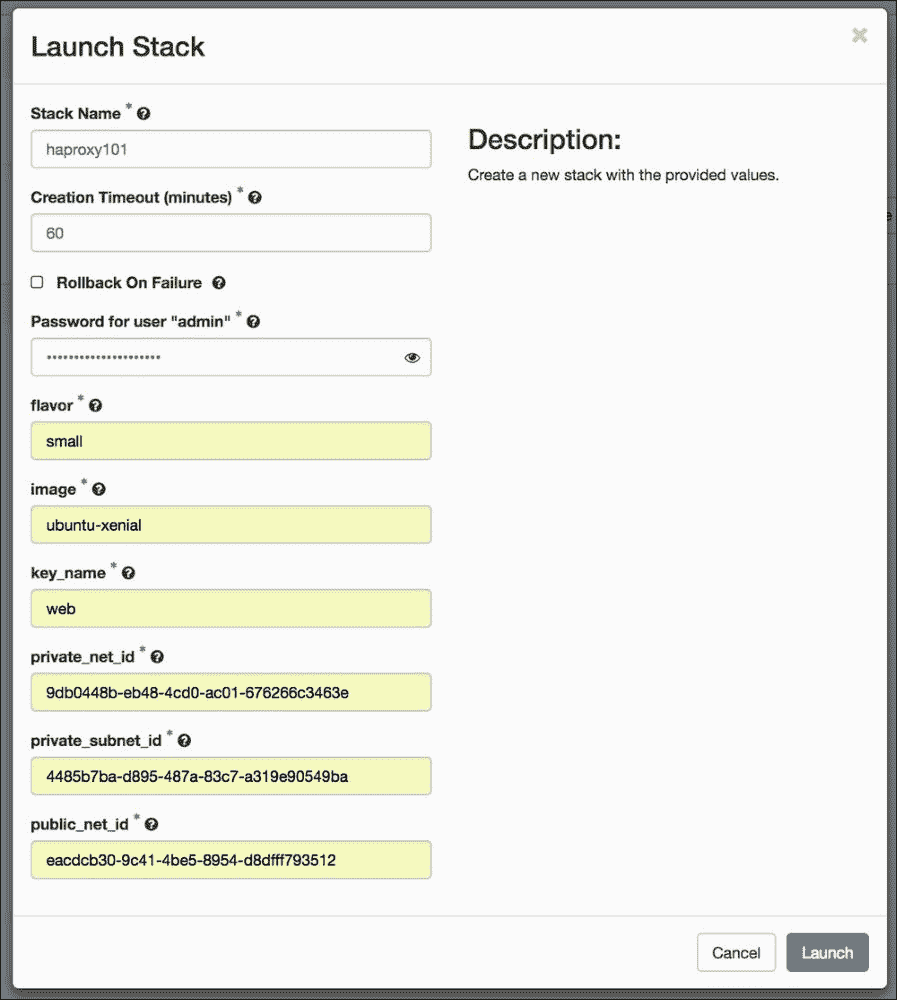 Launch Stack
×
Stack Name *
haproxy101
Creation Timeout (minutes) *
60
Rollback On Failure
Password for user "admin" *
•••••••••••••••••••••
flavor *
small
image *
ubuntu-xenial
key_name *
web
private_net_id *
9db0448b-eb48-4cd0-ac01-676266c3463e
private_subnet_id *
4485b7ba-d895-487a-83c7-a319e90549ba
public_net_id *
eacdcb30-9c41-4be5-8954-d8dfff793512
Description:
Create a new stack with the provided values.
e
Cancel
Launch